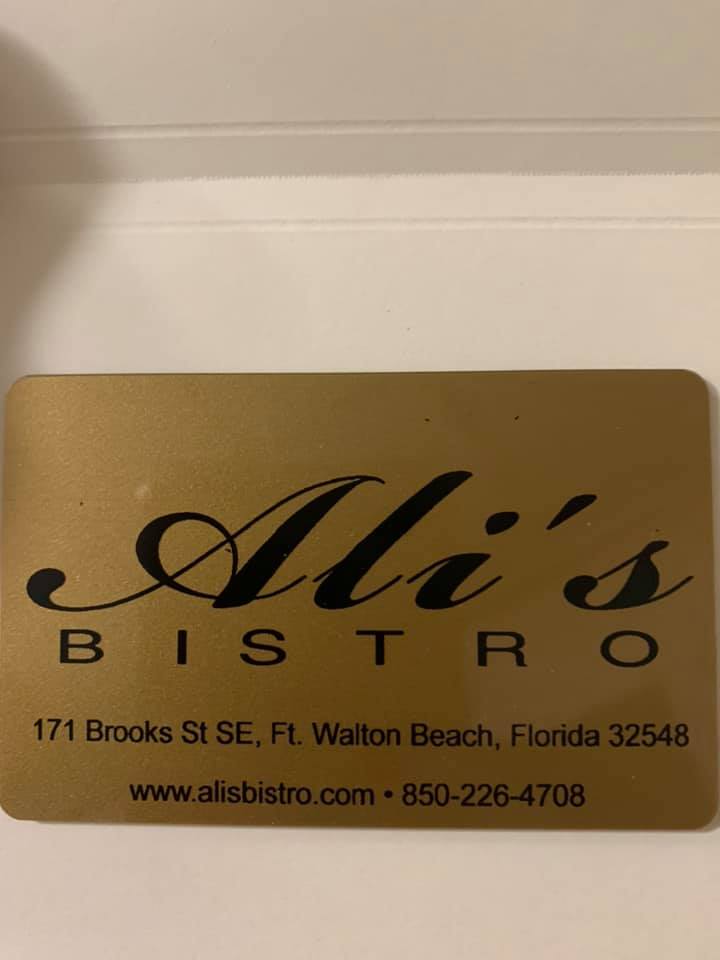 Ali's
BISTRO
171 Brooks St SE, Ft. Walton Beach, Florida 32548
www.alisbistro.com • 850-226-4708